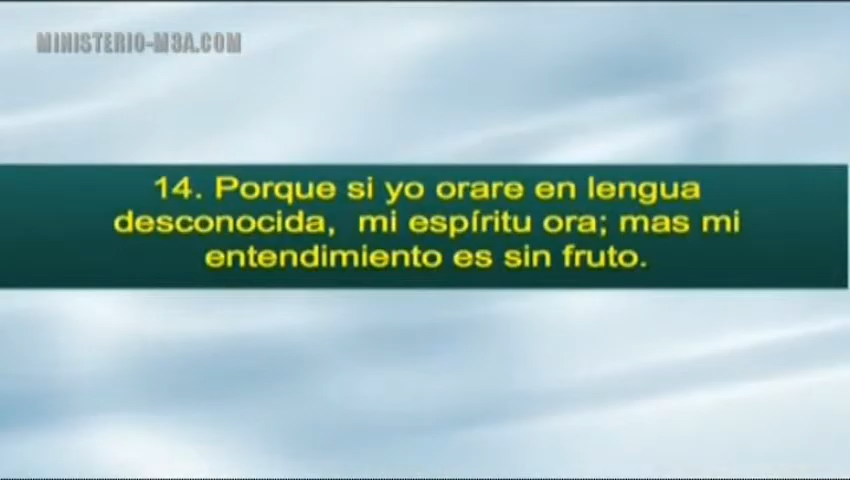 MINISTERIO-M3A.COM
14. Porque si yo orare en lengua
desconocida, mi espíritu ora; mas mi
entendimiento es sin fruto.